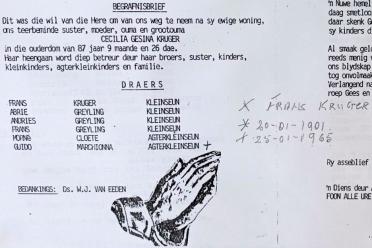 BEGRAFNISBRIEF
Dit was die wil van die Here om van ons weg te neem na sy ewige woning,
ons teerbeminde suster, moeder, ouma en grootouma
CECILIA GESINA KRUGER
in die ouderdom van 87 jaar 9 maande en 26 dae.
Haar heengaan word diep betreur deur haar broers, suster, kinders,
kleinkinders, agterkleinkinders en familie.
DRAERS
FRANS KRUGER KLEINSEUN
ABRIE GREYLING KLEINSEUN
ANDRIES GREYLING KLEINSEUN
FRANS GREYLING KLEINSEUN
CLOETE AGTERKLEINSEUN
GUIDO MARCHIONNA AGTERKLEINSEUN +
BEDANKINGS: Ds. W.J. VAN EEDEN
X FRANS KRUGER
* 20-01-1901
+ 25-01-1965
'n Nuwe hemel
daag smetloos
daar skenk Go
sy kinders di
Al smaak gelo
reeds menig v
ons blydskap
tog onvolmaak
Verlangend na
roep Gees en
Ry asseblief
'n Diens deur A
FOON ALLE URE